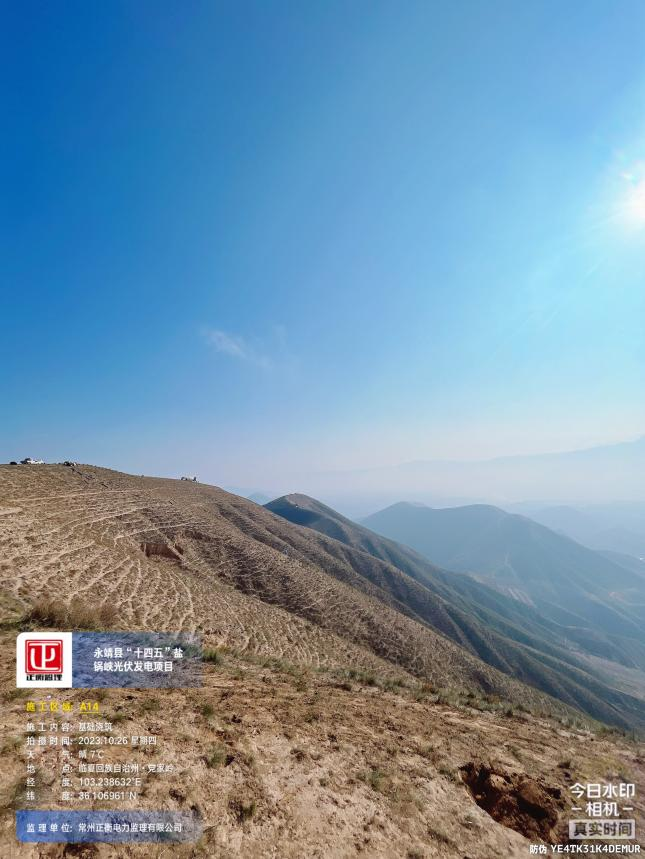 正衡监理
永靖县“十四五”盐
锅峡光伏发电项目
施工区域: A14
施工内容: 基础浇筑
拍摄时间: 2023.10.26 星期四
天 气: 晴 7℃
地 点: 临夏回族自治州·党家岭
经 度: 103.238632°E
纬 度: 36.106961°N
监理单位: 常州正衡电力监理有限公司
今日水印
相机
真实时间
防伪 YE4TK31K4DEMUR